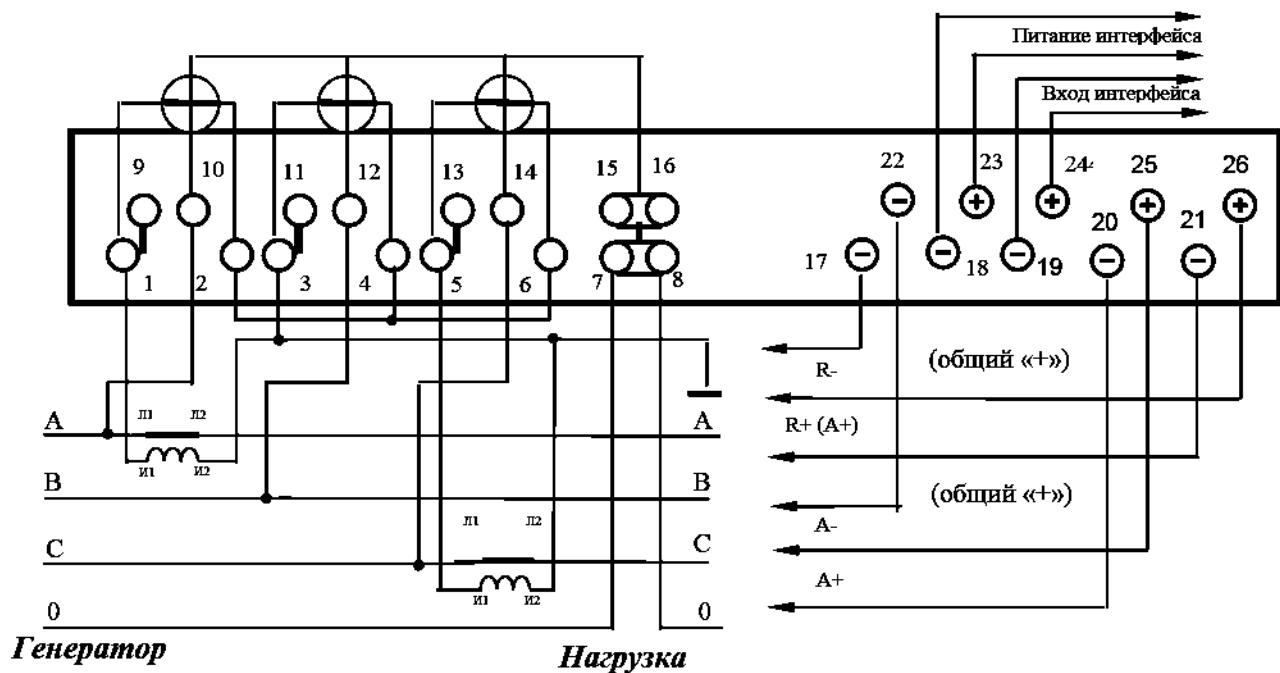 Питание интерфейса
Вход интерфейса
9 10 11 12 13 14 15 16 22 23 24 25 26
1 2 3 4 5 6 7 8 17 18 19 20 21
R-
(общий «+»)
R+ (A+)
(общий «+»)
A-
A+
A Л1 Л2 A
И1 И2
B B
Л1 Л2
C C
И1 И2
0 0
Генератор
Нагрузка